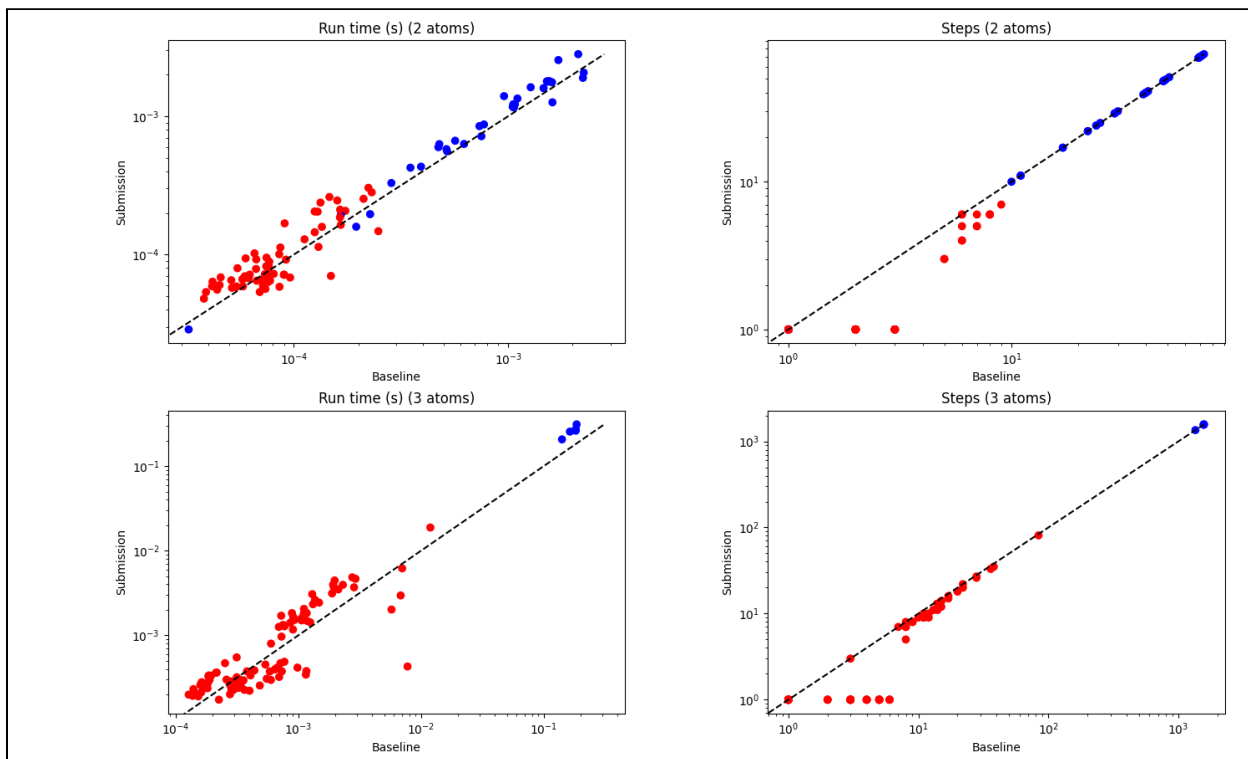 Run time (s) (2 atoms)
Submission
10⁻³
10⁻⁴
10⁻⁴
10⁻³
Baseline
Steps (2 atoms)
Submission
10¹
10⁰
10⁰
10¹
Baseline
Run time (s) (3 atoms)
Submission
10⁻¹
10⁻²
10⁻³
10⁻⁴
10⁻³
10⁻²
10⁻¹
Baseline
Steps (3 atoms)
Submission
10³
10²
10¹
10⁰
10⁰
10¹
10²
10³
Baseline